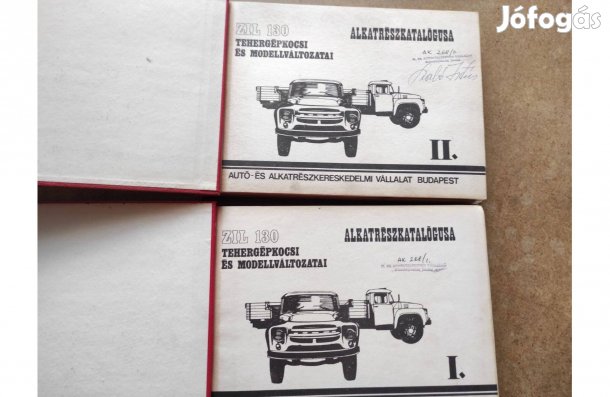 Jófogás
ZIL 130
TEHERGÉPKOCSI
ÉS MODELLVÁLTOZATAI
ALKATRÉSZKATALÓGUSA
II.
AUTÓ- ÉS ALKATRÉSZKERESKEDELMI VÁLLALAT BUDAPEST
ZIL 130
TEHERGÉPKOCSI
ÉS MODELLVÁLTOZATAI
ALKATRÉSZKATALÓGUSA
I.